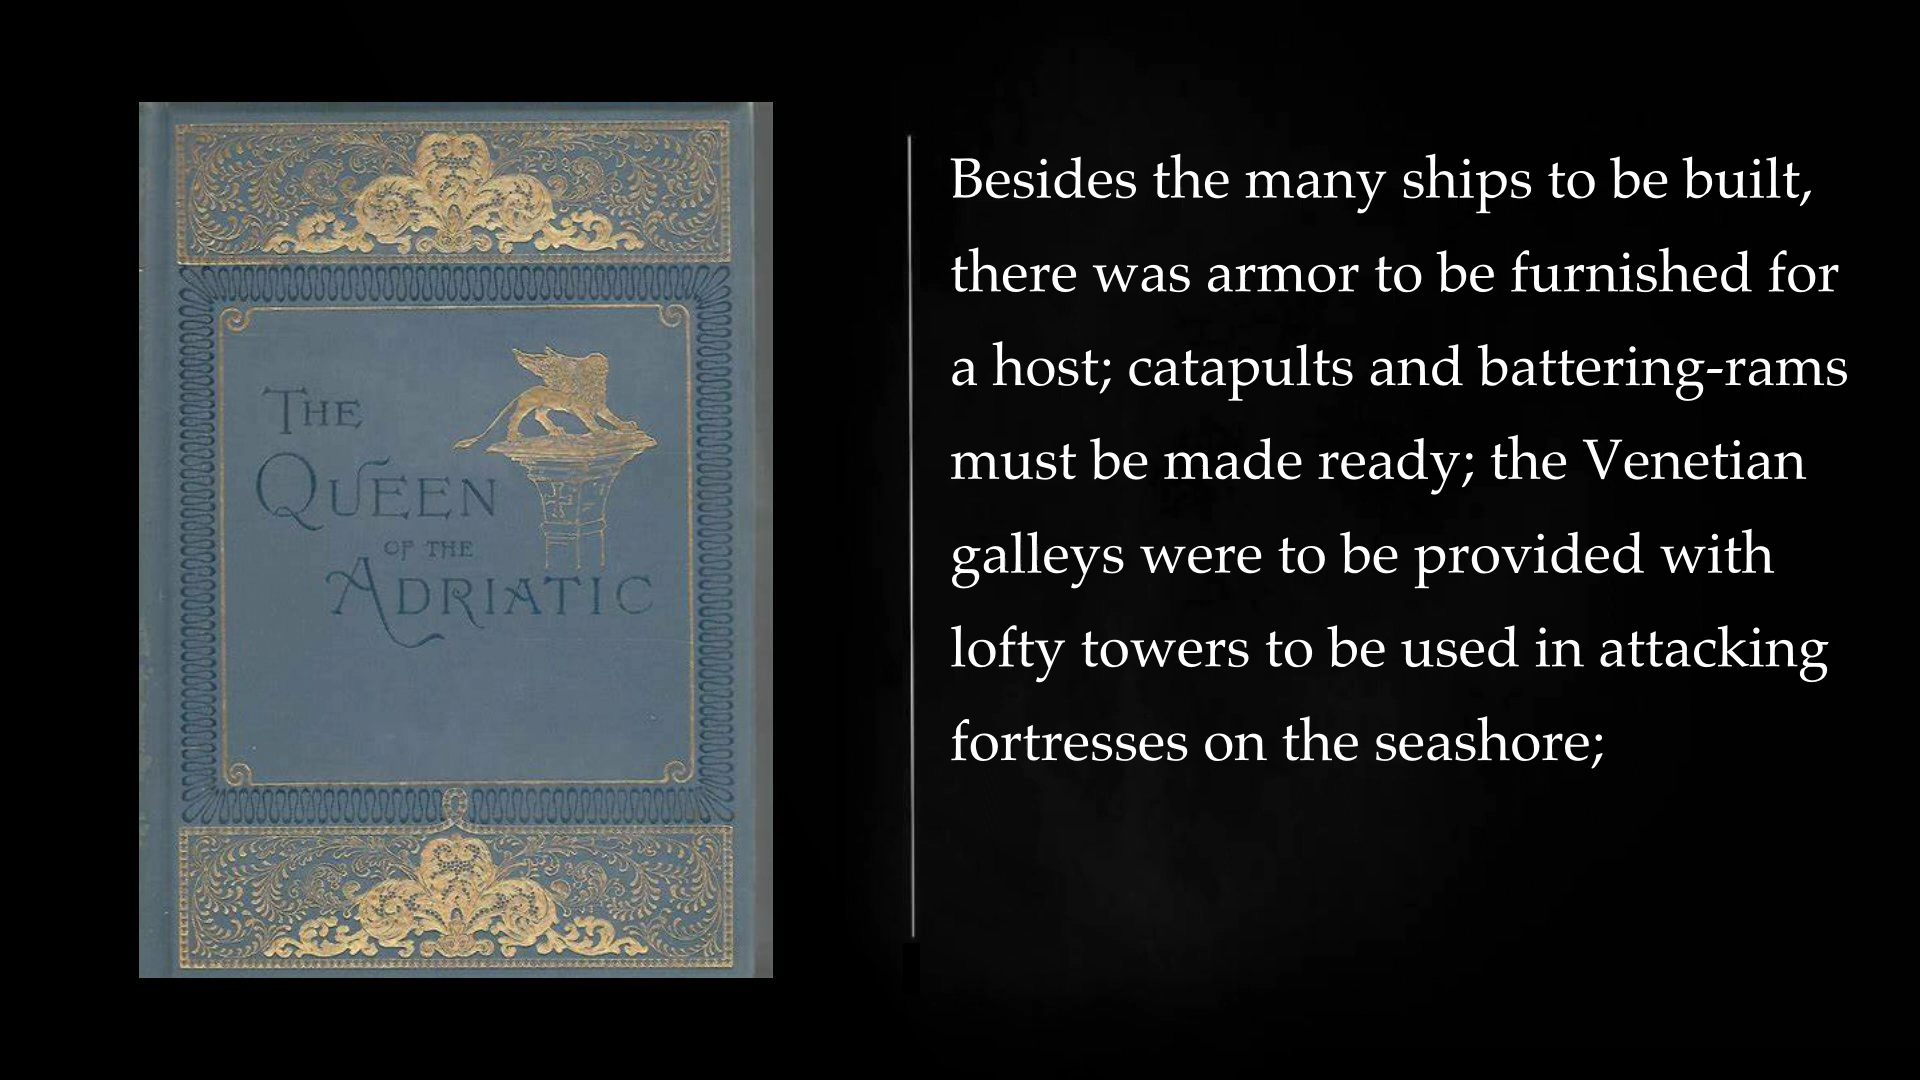 THE
QUEEN
OF THE
ADRIATIC
Besides the many ships to be built,
there was armor to be furnished for
a host; catapults and battering-rams
must be made ready; the Venetian
galleys were to be provided with
lofty towers to be used in attacking
fortresses on the seashore;